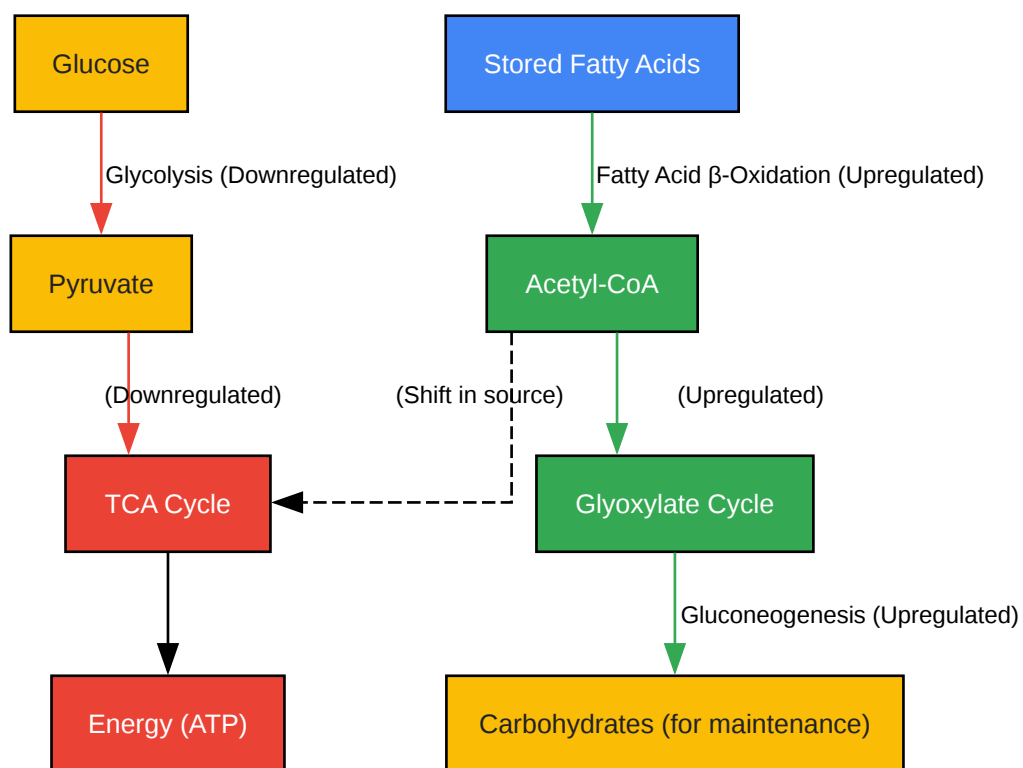 Glucose
Stored Fatty Acids
Glycolysis (Downregulated)
Fatty Acid β-Oxidation (Upregulated)
Pyruvate
Acetyl-CoA
(Downregulated)
(Shift in source)
(Upregulated)
TCA Cycle
Glyoxylate Cycle
Gluconeogenesis (Upregulated)
Energy (ATP)
Carbohydrates (for maintenance)